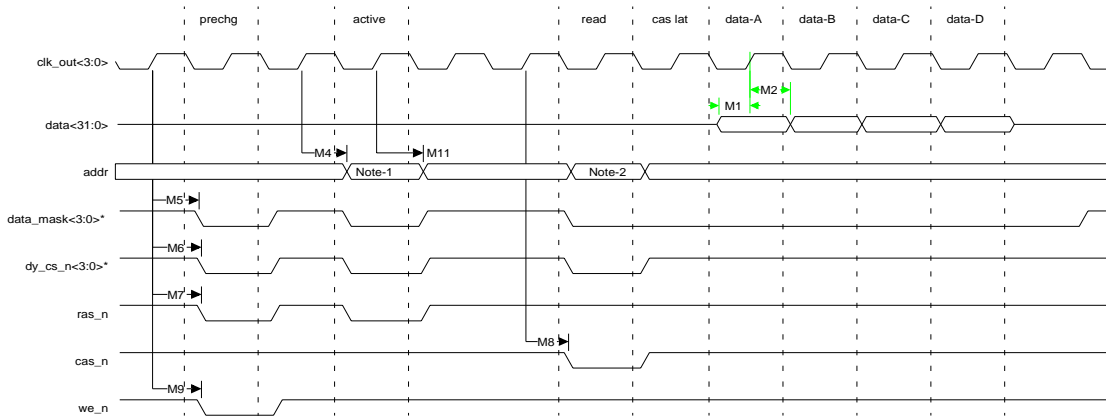 prechg active read cas lat data-A data-B data-C data-D
clk_out<3:0>
M2
M1
data<31:0>
M4 M11
addr Note-1 Note-2
M5
data_mask<3:0>*
M6
dy_cs_n<3:0>*
M7
ras_n
M8
cas_n
M9
we_n